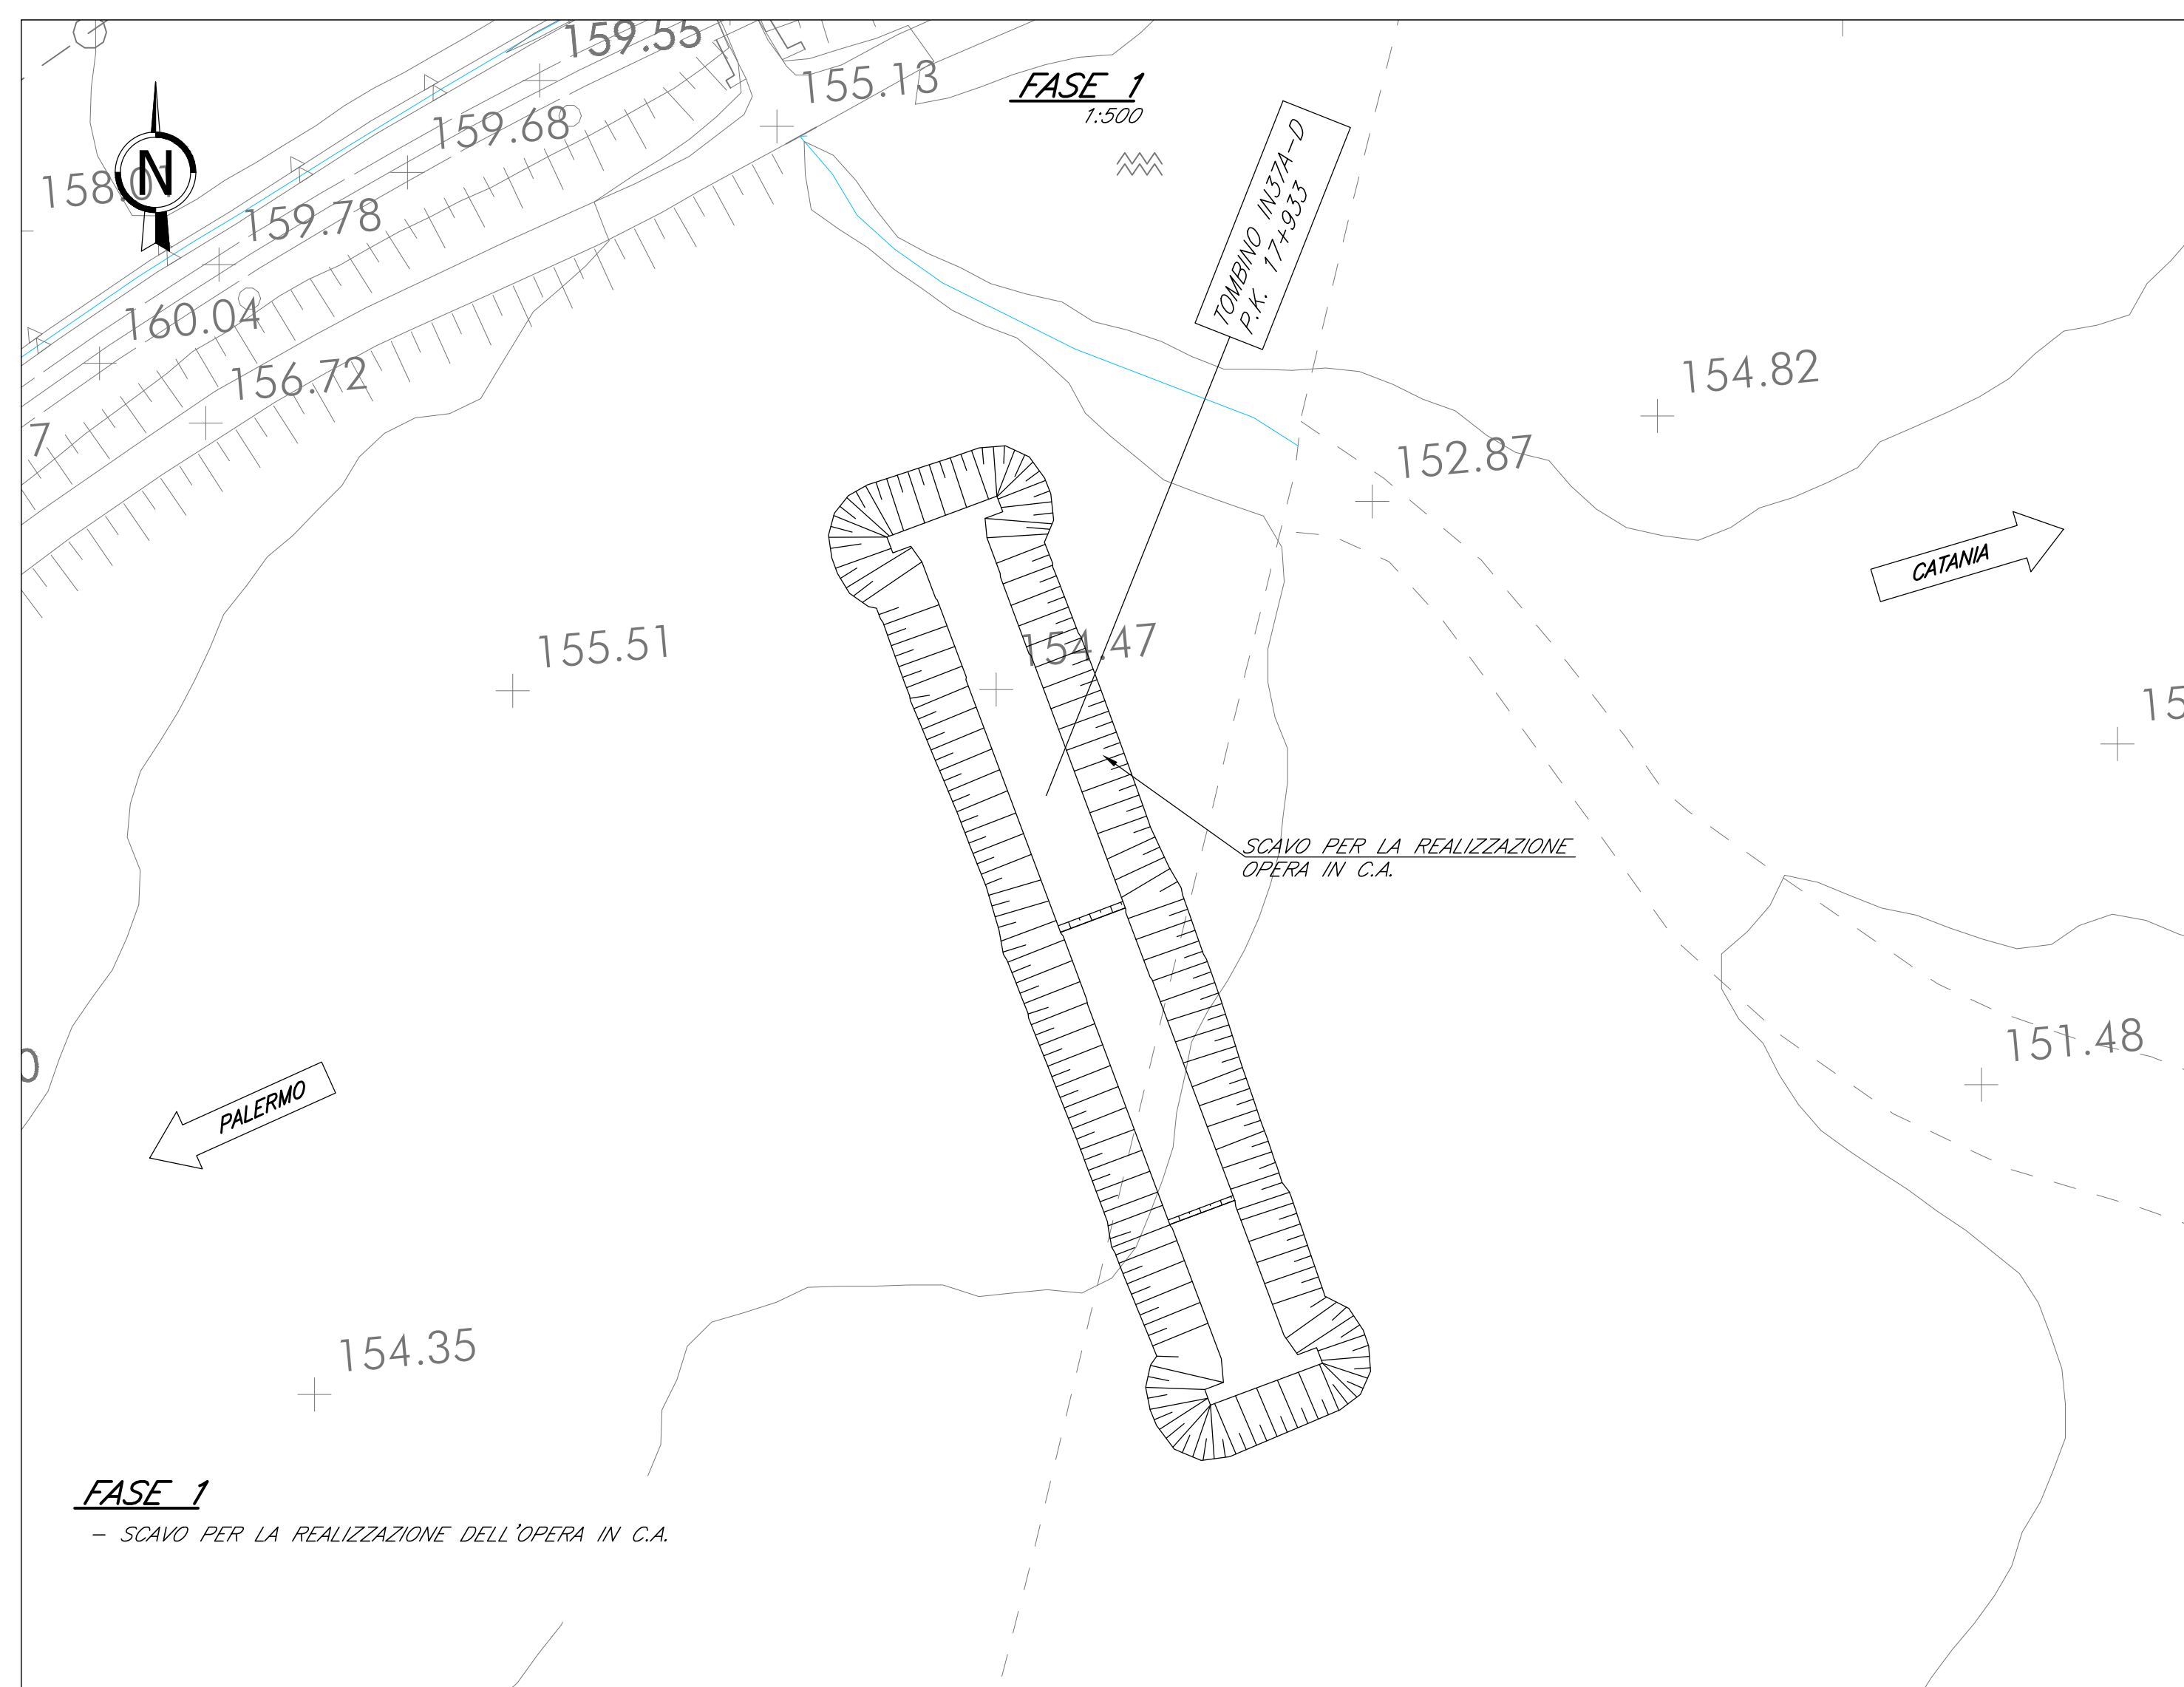 159.55
155.13
FASE 1
1:500
159.68
N
159.78
160.04
156.72
7
TOMBINO IN37A-D
P.K. 17+933
154.82
152.87
CATANIA
155.51
154.47
SCAVO PER LA REALIZZAZIONE
OPERA IN C.A.
151.48
0
PALERMO
154.35
FASE 1
- SCAVO PER LA REALIZZAZIONE DELL'OPERA IN C.A.